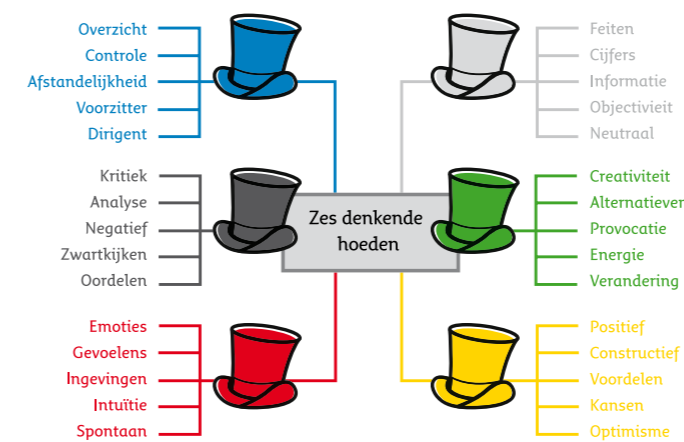 Overzicht
Controle
Afstandelijkheid
Voorzitter
Dirigent
Feiten
Cijfers
Informatie
Objectivieit
Neutraal
Kritiek
Analyse
Negatief
Zwartkijken
Oordelen
Zes denkende
hoeden
Creativiteit
Alternatiever
Provocatie
Energie
Verandering
Emoties
Gevoelens
Ingevingen
Intuïtie
Spontaan
Positief
Constructief
Voordelen
Kansen
Optimisme